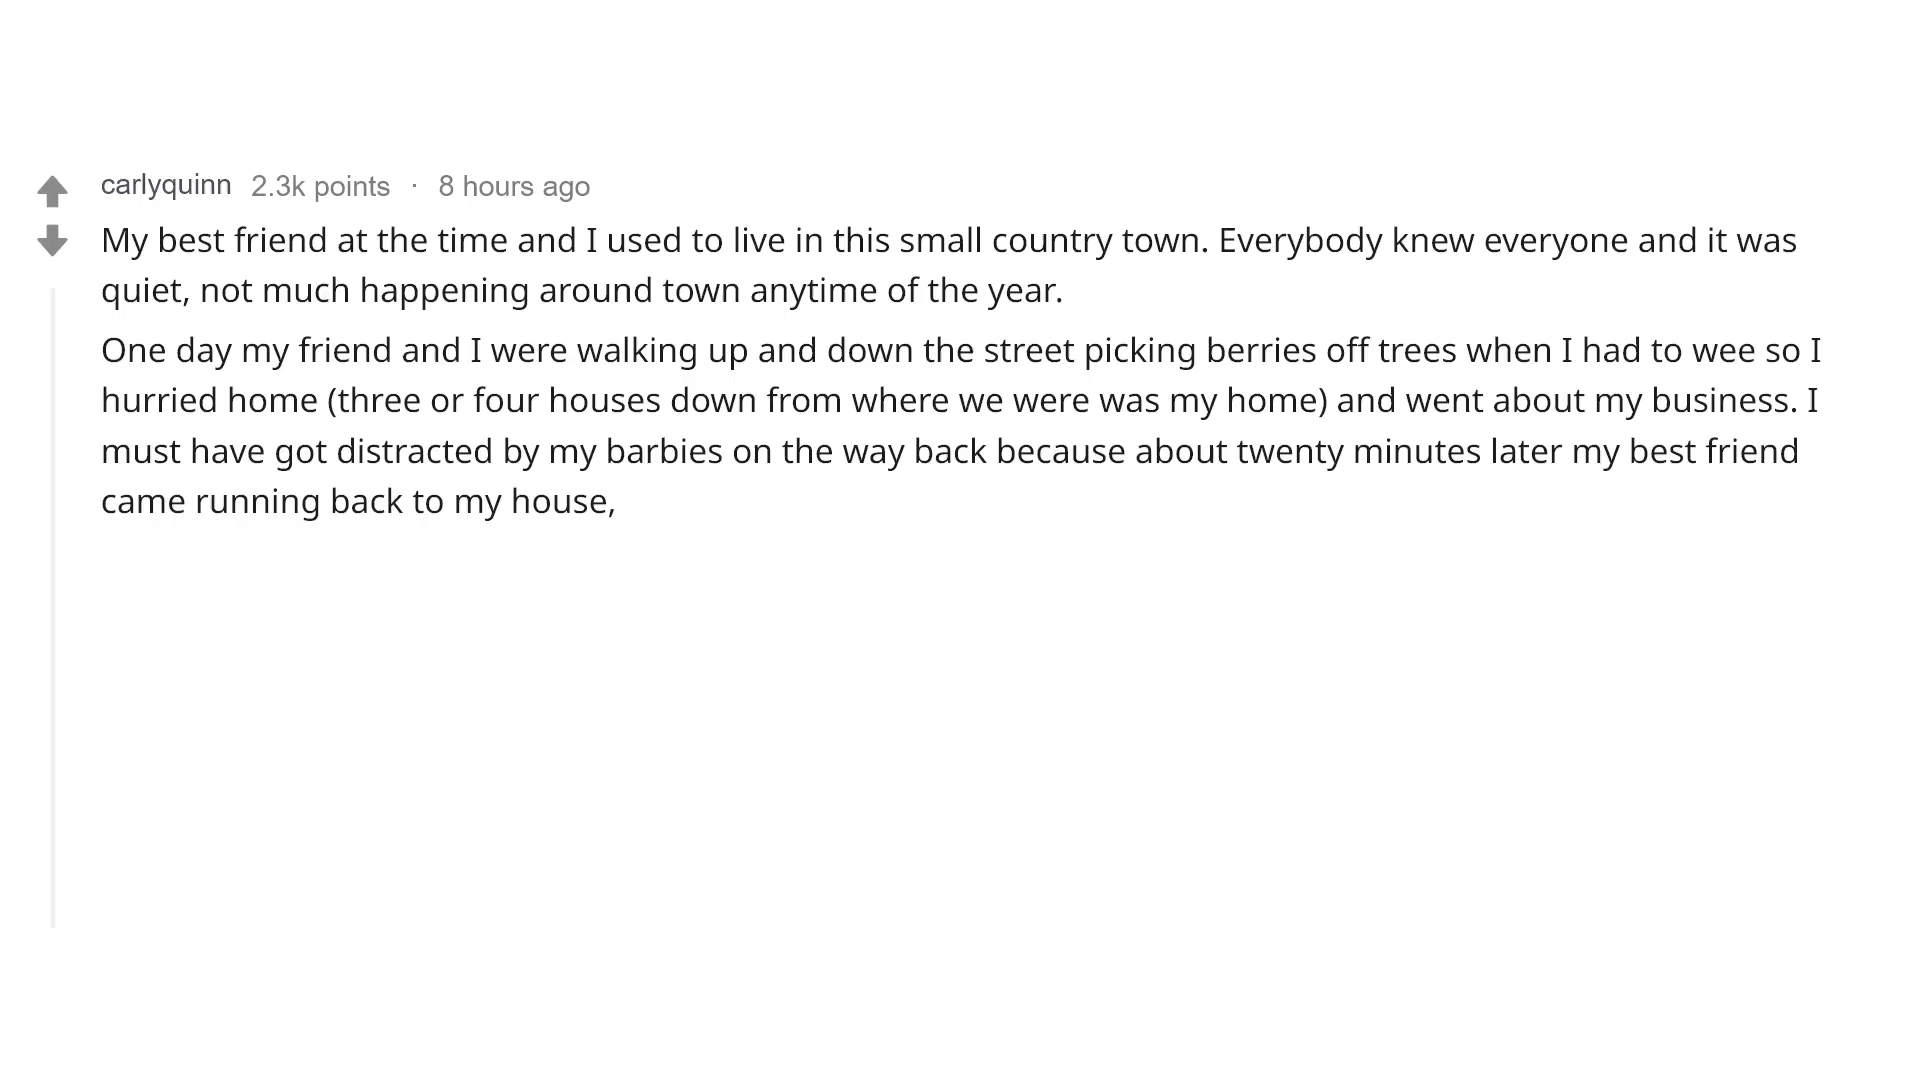 carlyquinn 2.3k points · 8 hours ago
My best friend at the time and I used to live in this small country town. Everybody knew everyone and it was
quiet, not much happening around town anytime of the year.
One day my friend and I were walking up and down the street picking berries off trees when I had to wee so I
hurried home (three or four houses down from where we were was my home) and went about my business. I
must have got distracted by my barbies on the way back because about twenty minutes later my best friend
came running back to my house,